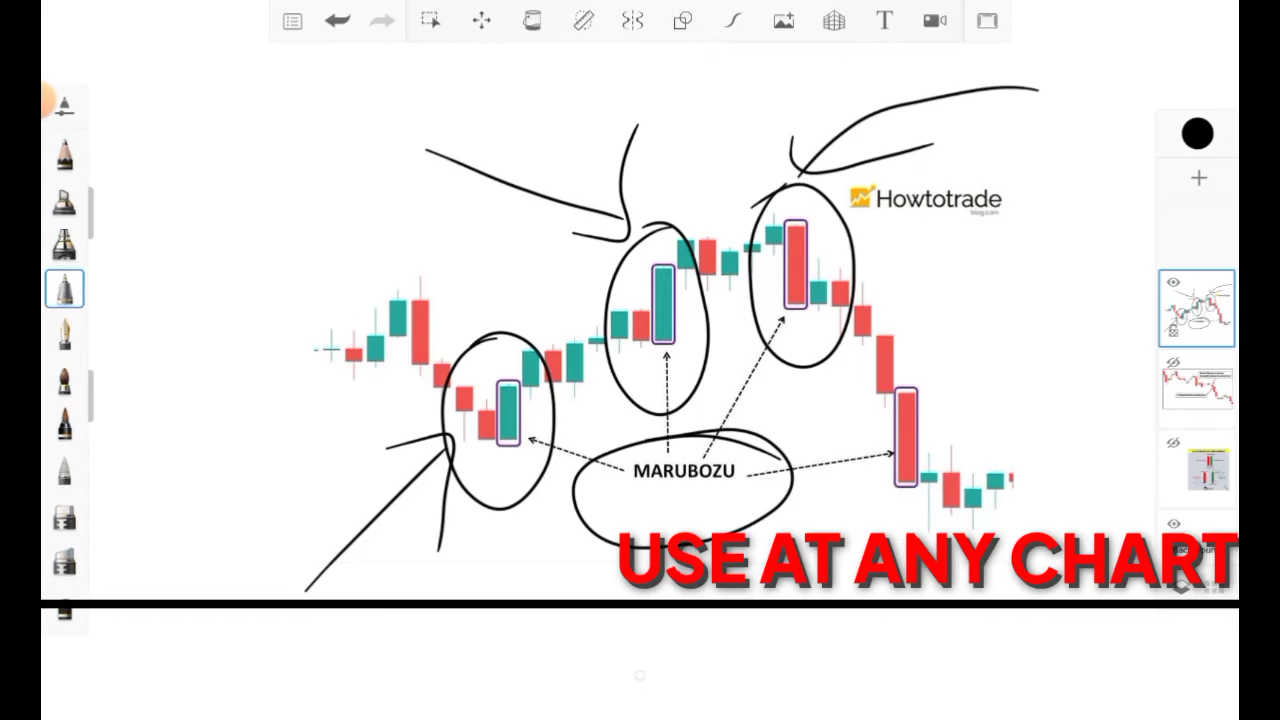 T
Howtotrade
blog.com
MARUBOZU
USE AT ANY CHART